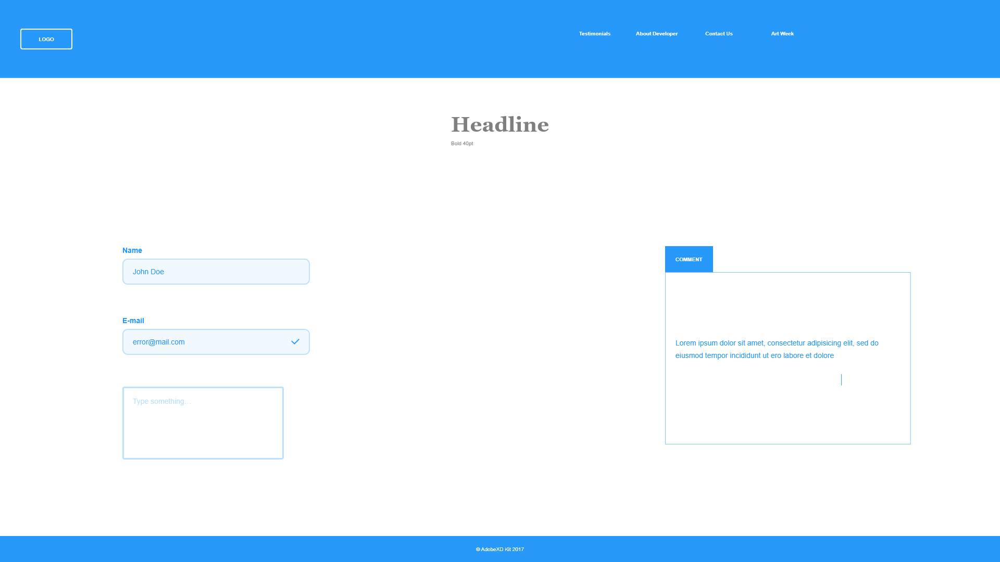 LOGO
Testimonials
About Developer
Contact Us
Art Week
Headline
Bold 40pt
Name
John Doe
E-mail
error@mail.com
Type something...
COMMENT
Lorem ipsum dolor sit amet, consectetur adipisicing elit, sed do
eiusmod tempor incididunt ut ero labore et dolore
© AdobeXD Kit 2017